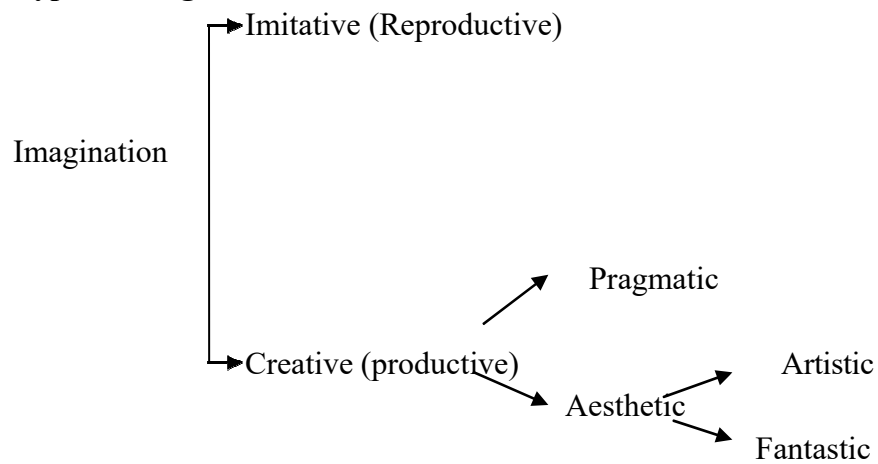 Imitative (Reproductive)
Imagination
Pragmatic
Creative (productive)
Artistic
Aesthetic
Fantastic